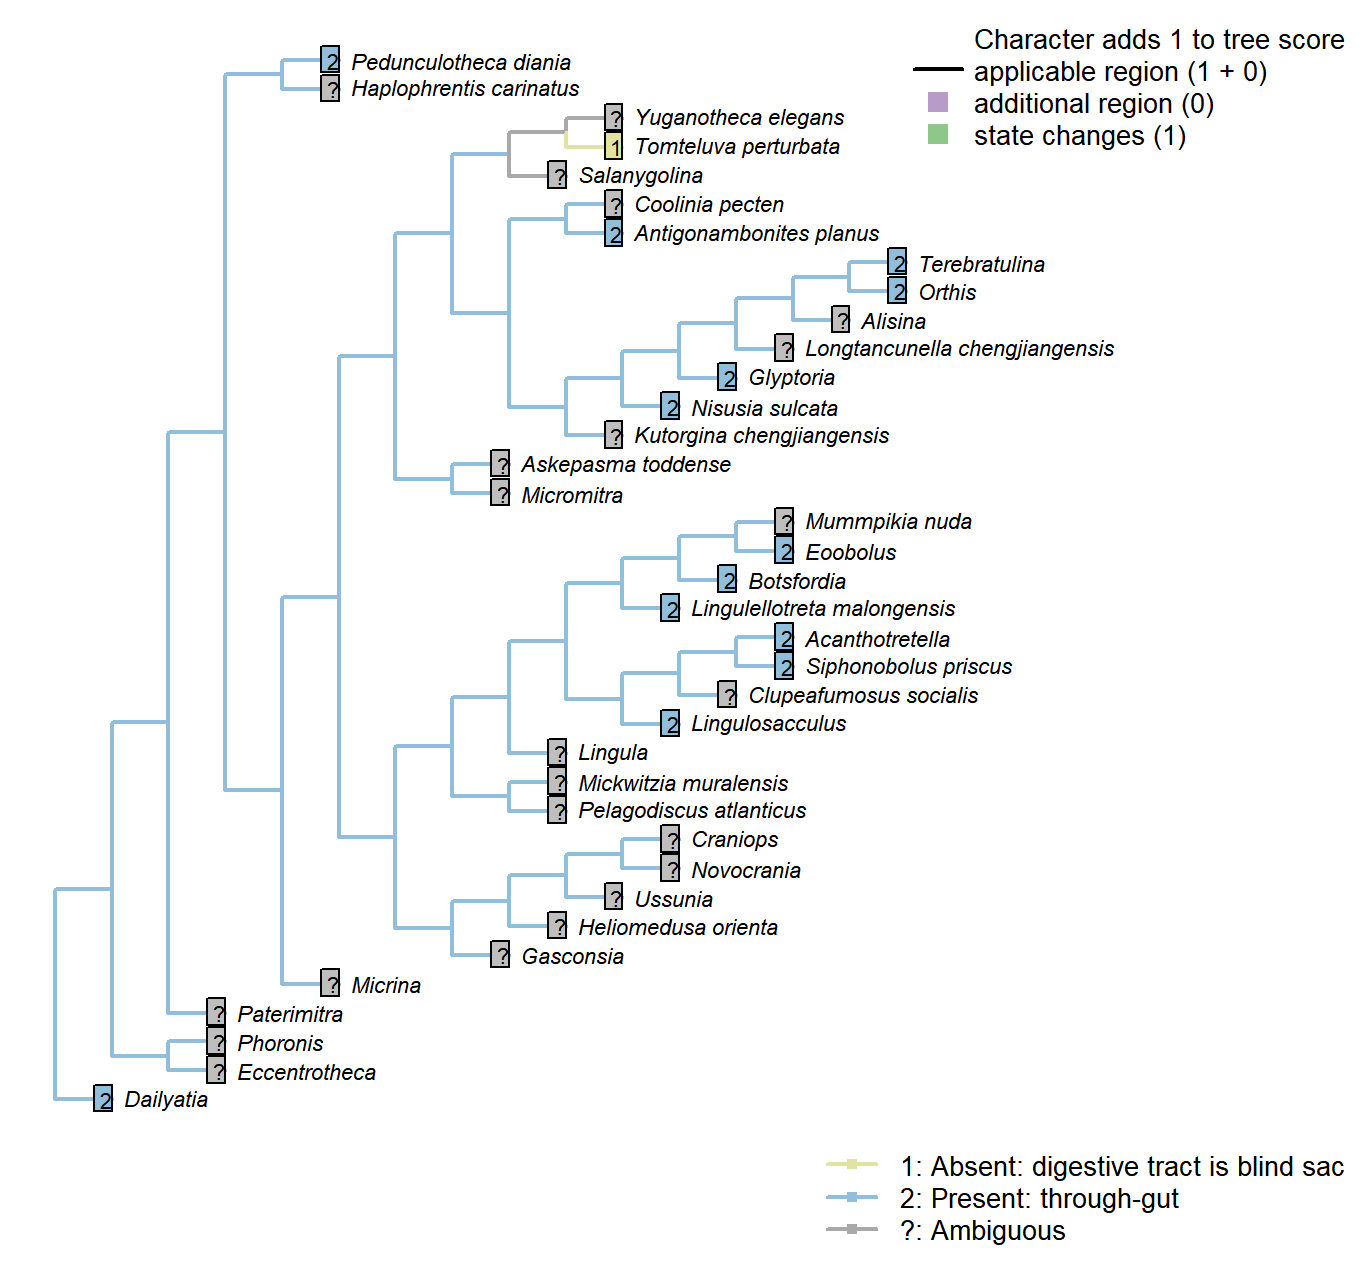 Character adds 1 to tree score
applicable region (1 + 0)
additional region (0)
state changes (1)
2 Pedunculotheca diania
? Haplophrentis carinatus
? Yuganotheca elegans
1 Tomteluva perturbata
? Salanygolina
? Coolinia pecten
2 Antigonambonites planus
2 Terebratulina
2 Orthis
? Alisina
? Longtancunella chengjiangensis
2 Glyptoria
2 Nisusia sulcata
? Kutorgina chengjiangensis
? Askepasma toddense
? Micromitra
? Mummpikia nuda
2 Eoobolus
2 Botsfordia
2 Lingulellotreta malongensis
2 Acanthotretella
2 Siphonobolus priscus
? Clupeafumosus socialis
2 Lingulosacculus
? Lingula
? Mickwitzia muralensis
? Pelagodiscus atlanticus
? Craniops
? Novocrania
? Ussunia
? Heliomedusa orienta
? Gasconsia
? Micrina
? Paterimitra
? Phoronis
? Eccentrotheca
2 Dailyatia
1: Absent: digestive tract is blind sac
2: Present: through-gut
?: Ambiguous